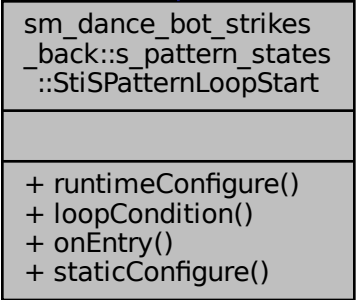 sm_dance_bot_strikes
_back::s_pattern_states
::StiSPatternLoopStart
+ runtimeConfigure()
+ loopCondition()
+ onEntry()
+ staticConfigure()